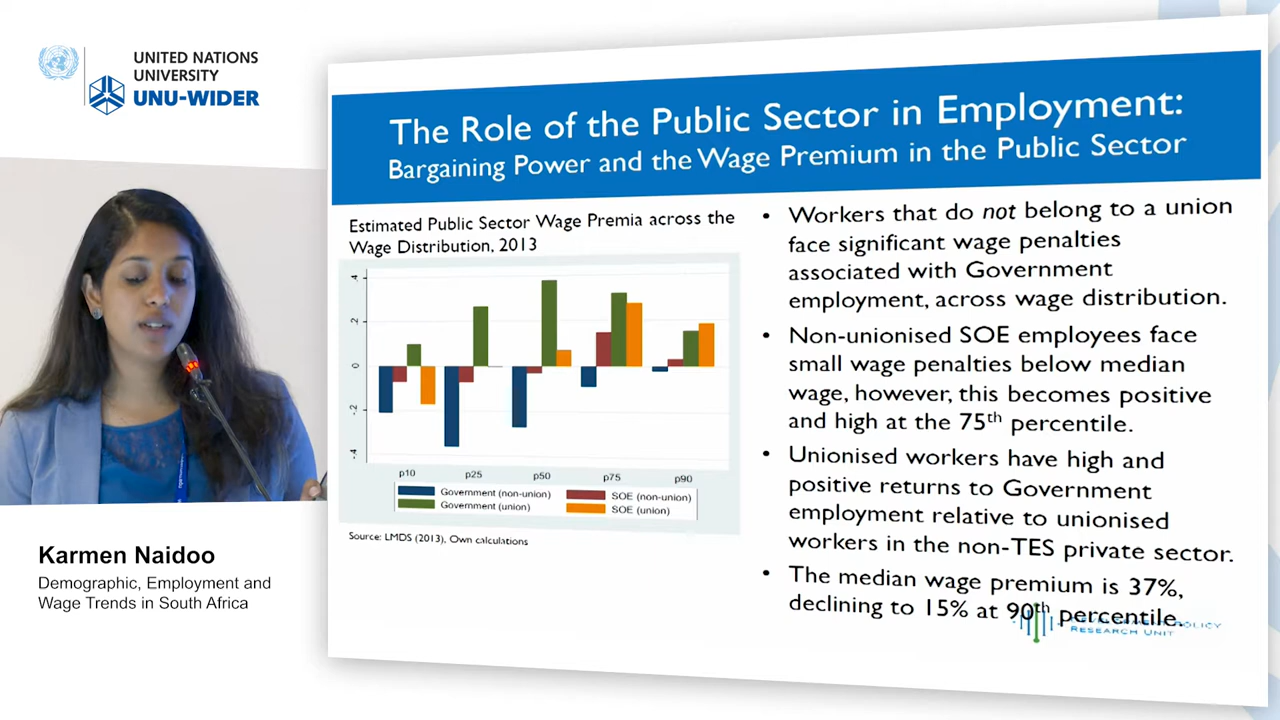 UNITED NATIONS
UNIVERSITY
UNU-WIDER
The Role of the Public Sector in Employment:
Bargaining Power and the Wage Premium in the Public Sector
Estimated Public Sector Wage Premia across the
Wage Distribution, 2013
.4
.2
0
-.2
-.4
p10 p25 p50 p75 p90
Government (non-union) SOE (non-union)
Government (union) SOE (union)
Source: LMDS (2013), Own calculations
• Workers that do not belong to a union
face significant wage penalties
associated with Government
employment, across wage distribution.
• Non-unionised SOE employees face
small wage penalties below median
wage, however, this becomes positive
and high at the 75th percentile.
• Unionised workers have high and
positive returns to Government
employment relative to unionised
workers in the non-TES private sector.
• The median wage premium is 37%,
declining to 15% at 90th percentile.
POLICY
RESEARCH UNIT
Karmen Naidoo
Demographic, Employment and
Wage Trends in South Africa